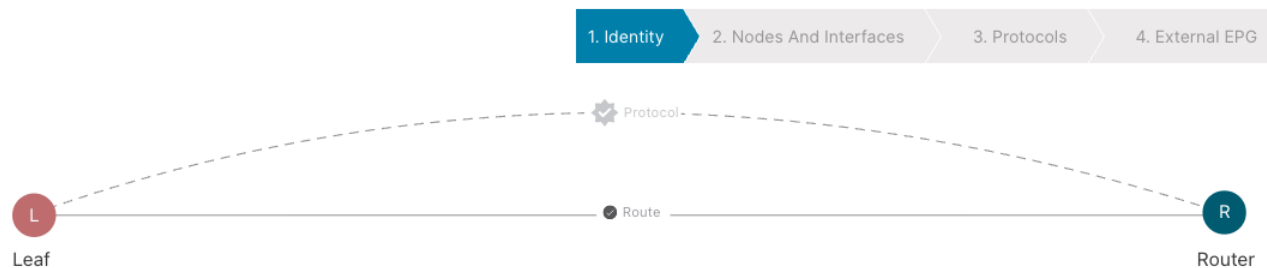 1. Identity
2. Nodes And Interfaces
3. Protocols
4. External EPG
Protocol
L
Route
R
Leaf
Router